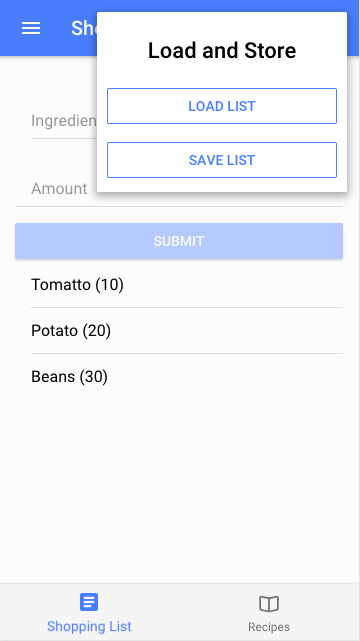 Sho
Load and Store
LOAD LIST
Ingredien
SAVE LIST
Amount
SUBMIT
Tomatto (10)
Potato (20)
Beans (30)
Shopping List
Recipes